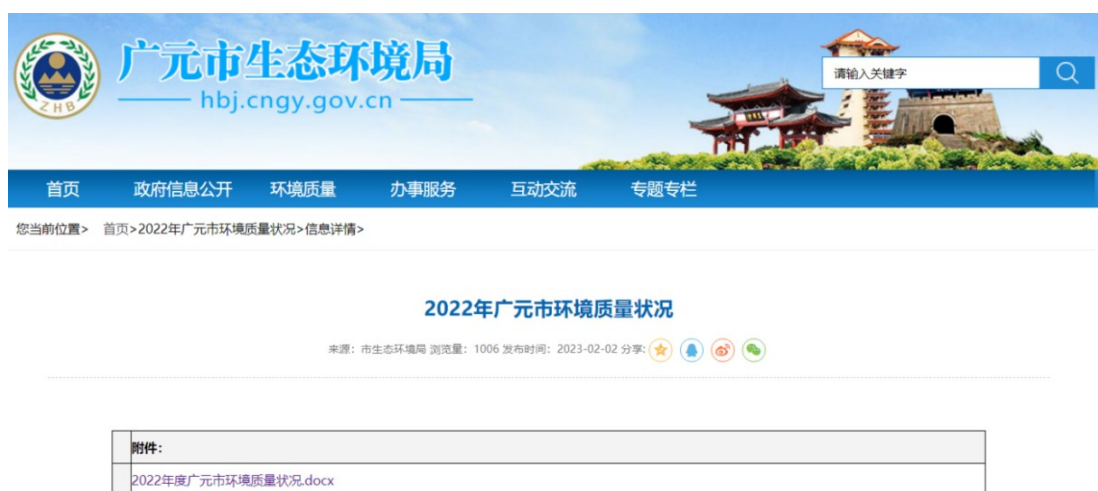 ZHB
广元市生态环境局
hbj.cngy.gov.cn
请输入关键字
首页 政府信息公开 环境质量 办事服务 互动交流 专题专栏
您当前位置> 首页>2022年广元市环境质量状况>信息详情>
2022年广元市环境质量状况
来源：市生态环境局 浏览量：1006 发布时间：2023-02-02 分享:
附件：
2022年度广元市环境质量状况.docx